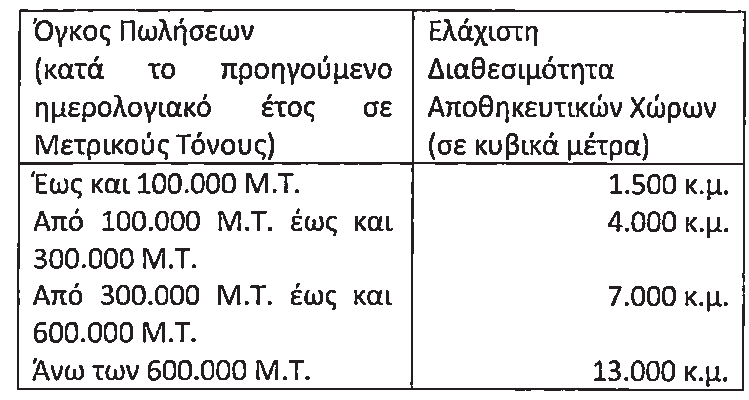 Όγκος Πωλήσεων
(κατά το προηγούμενο
ημερολογιακό έτος σε
Μετρικούς Τόνους)
Ελάχιστη
Διαθεσιμότητα
Αποθηκευτικών Χώρων
(σε κυβικά μέτρα)
Έως και 100.000 Μ.Τ.
1.500 κ.μ.
Από 100.000 Μ.Τ. έως και
300.000 Μ.Τ.
4.000 κ.μ.
Από 300.000 Μ.Τ. έως και
600.000 Μ.Τ.
7.000 κ.μ.
Άνω των 600.000 Μ.Τ.
13.000 κ.μ.